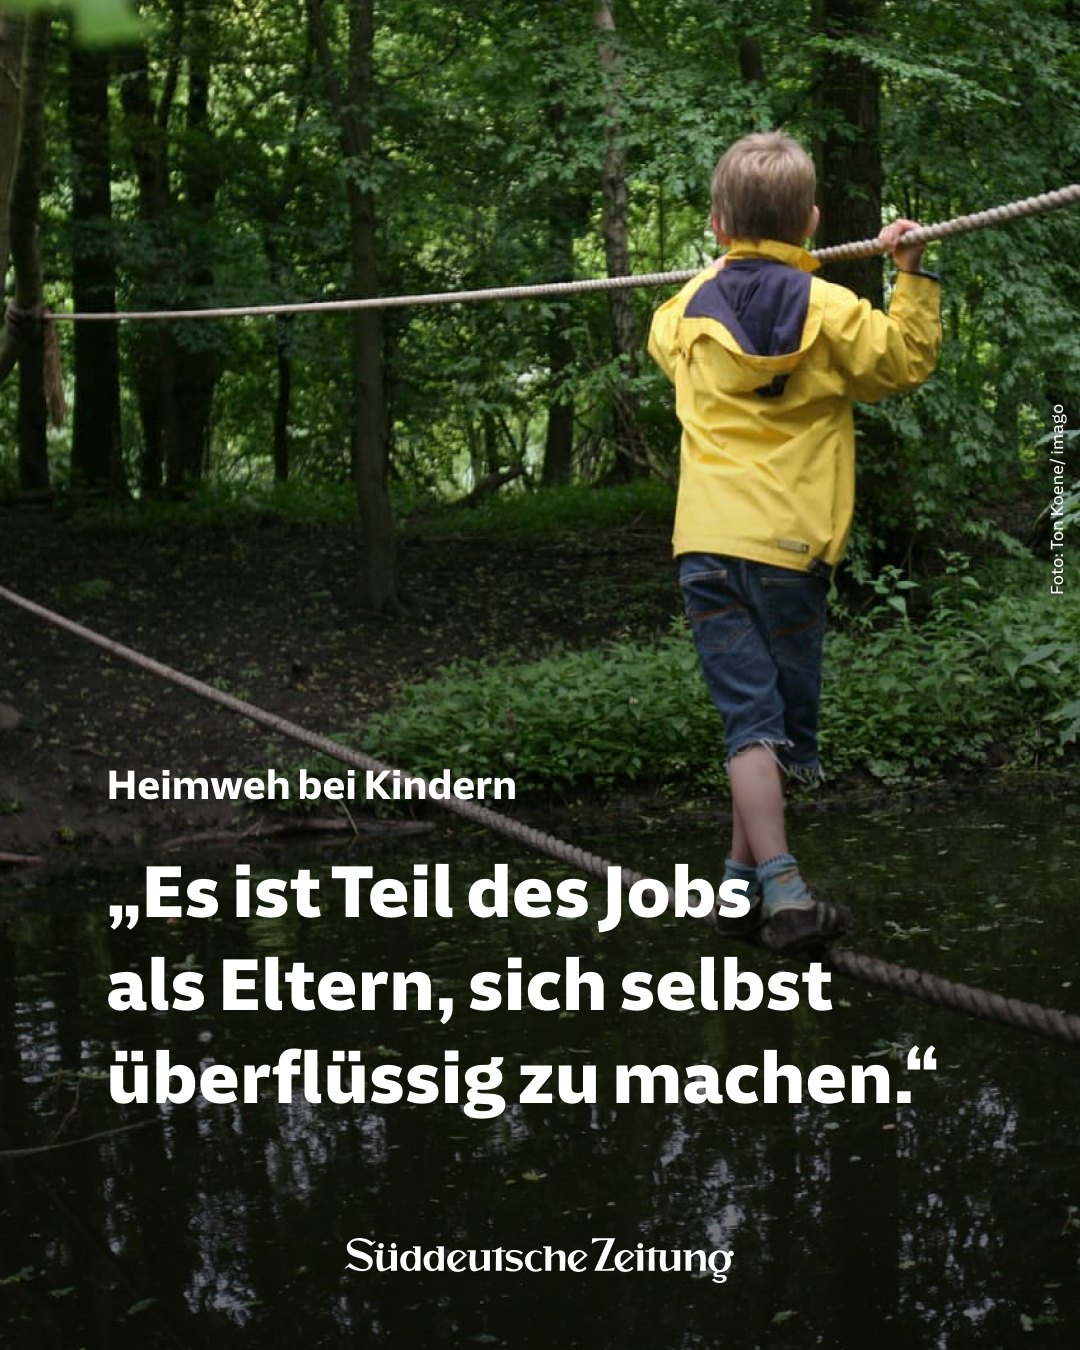 Foto: Ton Koene/ imago
Heimweh bei Kindern
„Es ist Teil des Jobs
als Eltern, sich selbst
überflüssig zu machen.“
Süddeutsche Zeitung